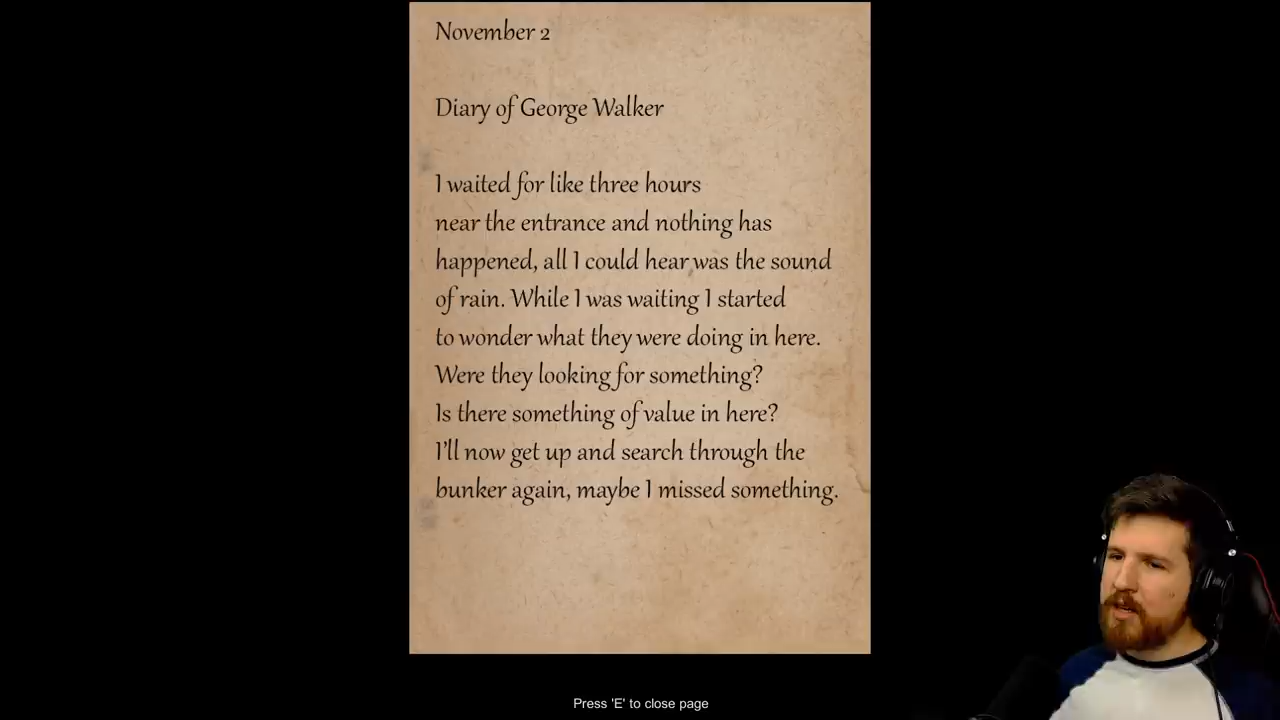 November 2
Diary of George Walker
I waited for like three hours
near the entrance and nothing has
happened, all I could hear was the sound
of rain. While I was waiting I started
to wonder what they were doing in here.
Were they looking for something?
Is there something of value in here?
I'll now get up and search through the
bunker again, maybe I missed something.
Press 'E' to close page